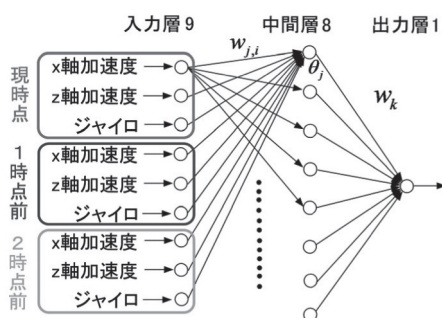 入力層9
中間層8
出力層1
w_{j,i}
θ_j
w_k
現時点
x軸加速度
z軸加速度
ジャイロ
1時点前
x軸加速度
z軸加速度
ジャイロ
2時点前
x軸加速度
z軸加速度
ジャイロ